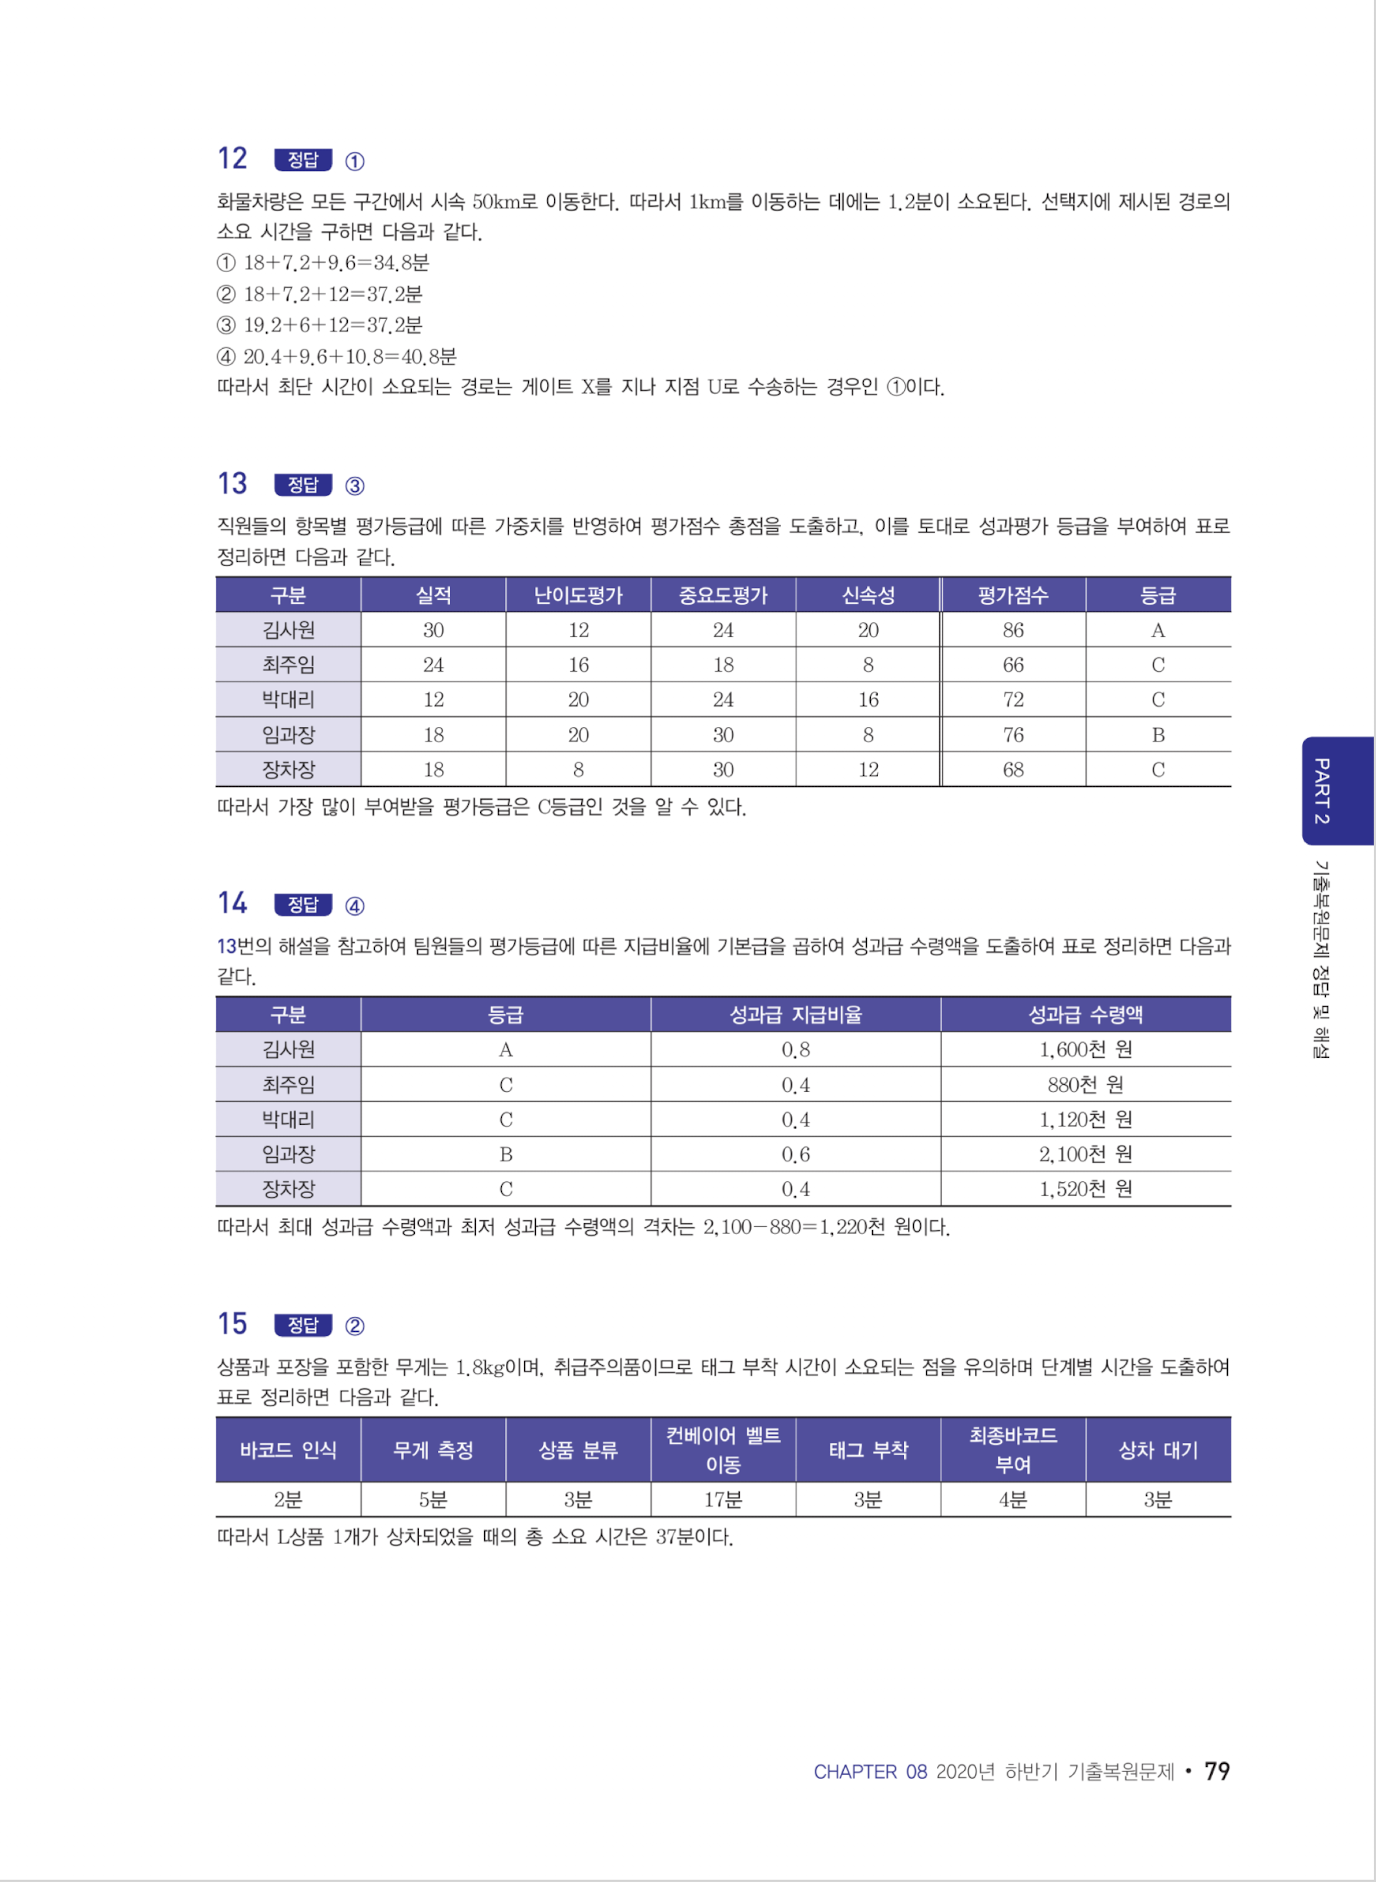 12 정답 ①
화물차량은 모든 구간에서 시속 50km로 이동한다. 따라서 1km를 이동하는 데에는 1.2분이 소요된다. 선택지에 제시된 경로의
소요 시간을 구하면 다음과 같다.
① 18+7.2+9.6=34.8분
② 18+7.2+12=37.2분
③ 19.2+6+12=37.2분
④ 20.4+9.6+10.8=40.8분
따라서 최단 시간이 소요되는 경로는 게이트 X를 지나 지점 U로 수송하는 경우인 ①이다.
13 정답 ③
직원들의 항목별 평가등급에 따른 가중치를 반영하여 평가점수 총점을 도출하고, 이를 토대로 성과평가 등급을 부여하여 표로
정리하면 다음과 같다.
구분 실적 난이도평가 중요도평가 신속성 평가점수 등급
김사원 30 12 24 20 86 A
최주임 24 16 18 8 66 C
박대리 12 20 24 16 72 C
임과장 18 20 30 8 76 B
장차장 18 8 30 12 68 C
따라서 가장 많이 부여받을 평가등급은 C등급인 것을 알 수 있다.
14 정답 ④
13번의 해설을 참고하여 팀원들의 평가등급에 따른 지급비율에 기본급을 곱하여 성과급 수령액을 도출하여 표로 정리하면 다음과
같다.
구분 등급 성과급 지급비율 성과급 수령액
김사원 A 0.8 1,600천 원
최주임 C 0.4 880천 원
박대리 C 0.4 1,120천 원
임과장 B 0.6 2,100천 원
장차장 C 0.4 1,520천 원
따라서 최대 성과급 수령액과 최저 성과급 수령액의 격차는 2,100-880=1,220천 원이다.
15 정답 ②
상품과 포장을 포함한 무게는 1.8kg이며, 취급주의품이므로 태그 부착 시간이 소요되는 점을 유의하며 단계별 시간을 도출하여
표로 정리하면 다음과 같다.
바코드 인식 무게 측정 상품 분류 컨베이어 벨트 이동 태그 부착 최종바코드 부여 상차 대기
2분 5분 3분 17분 3분 4분 3분
따라서 L상품 1개가 상차되었을 때의 총 소요 시간은 37분이다.
PART 2
기출복원문제 정답 및 해설
CHAPTER 08 2020년 하반기 기출복원문제 • 79